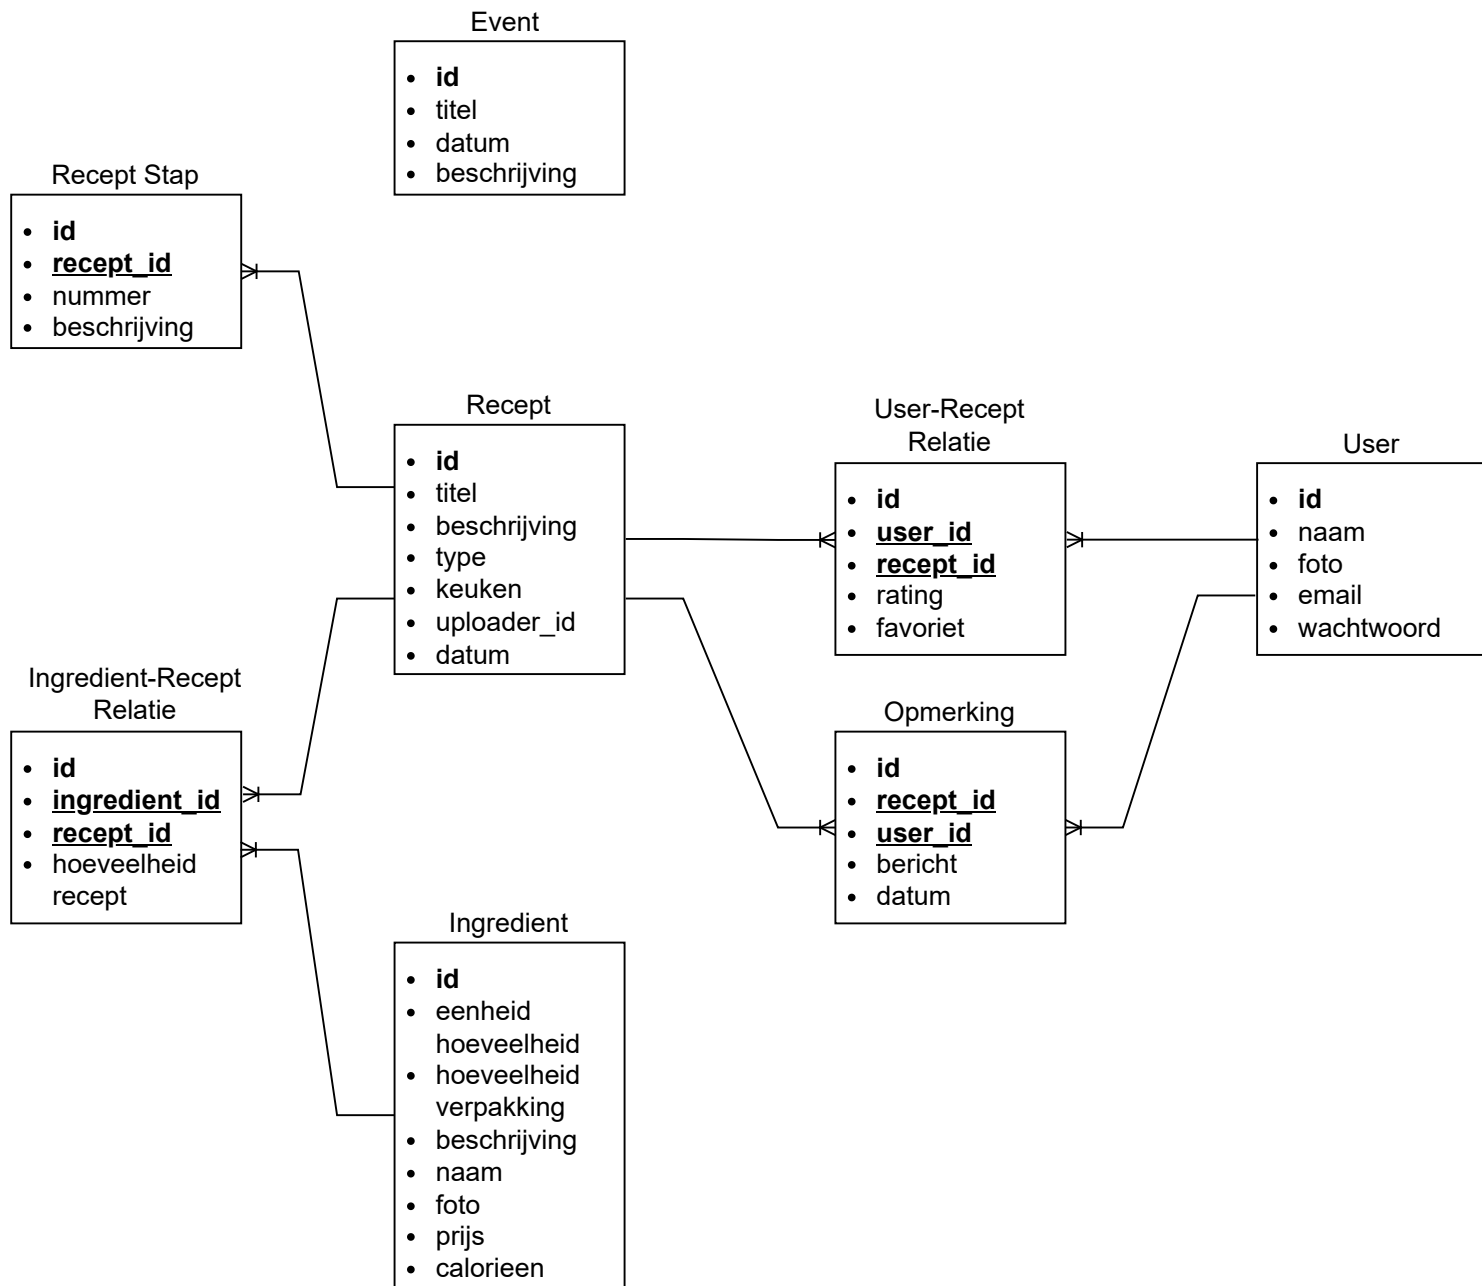 Event
id
titel
datum
beschrijving
Recept Stap
id
recept_id
nummer
beschrijving
Recept
id
titel
beschrijving
type
keuken
uploader_id
datum
User-Recept
Relatie
id
user_id
recept_id
rating
favoriet
User
id
naam
foto
email
wachtwoord
Ingredient-Recept
Relatie
id
ingredient_id
recept_id
hoeveelheid
recept
Opmerking
id
recept_id
user_id
bericht
datum
Ingredient
id
eenheid
hoeveelheid
hoeveelheid
verpakking
beschrijving
naam
foto
prijs
calorieen